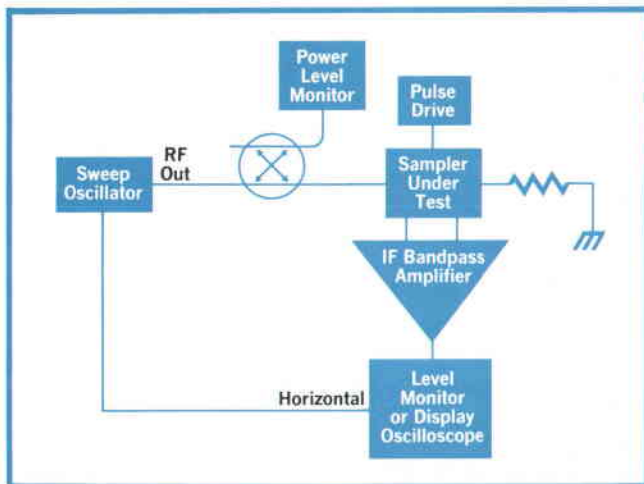 Power
Level
Monitor
Pulse
Drive
RF
Out
Sweep
Oscillator
Sampler
Under
Test
IF Bandpass
Amplifier
Horizontal
Level
Monitor
or Display
Oscilloscope